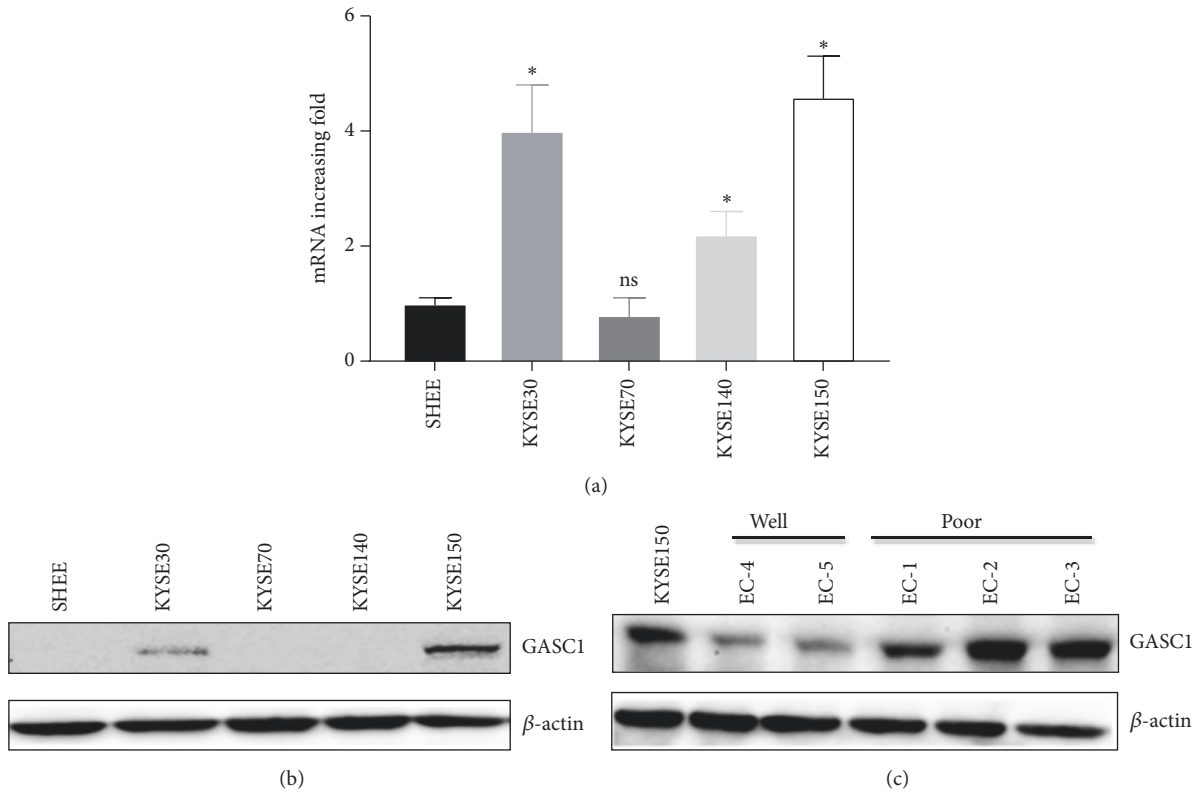 6
4
2
0
mRNA increasing fold
*
ns
*
*
SHEE
KYSE30
KYSE70
KYSE140
KYSE150
(a)
SHEE
KYSE30
KYSE70
KYSE140
KYSE150
GASC1
β-actin
(b)
Well
Poor
KYSE150
EC-4
EC-5
EC-1
EC-2
EC-3
GASC1
β-actin
(c)